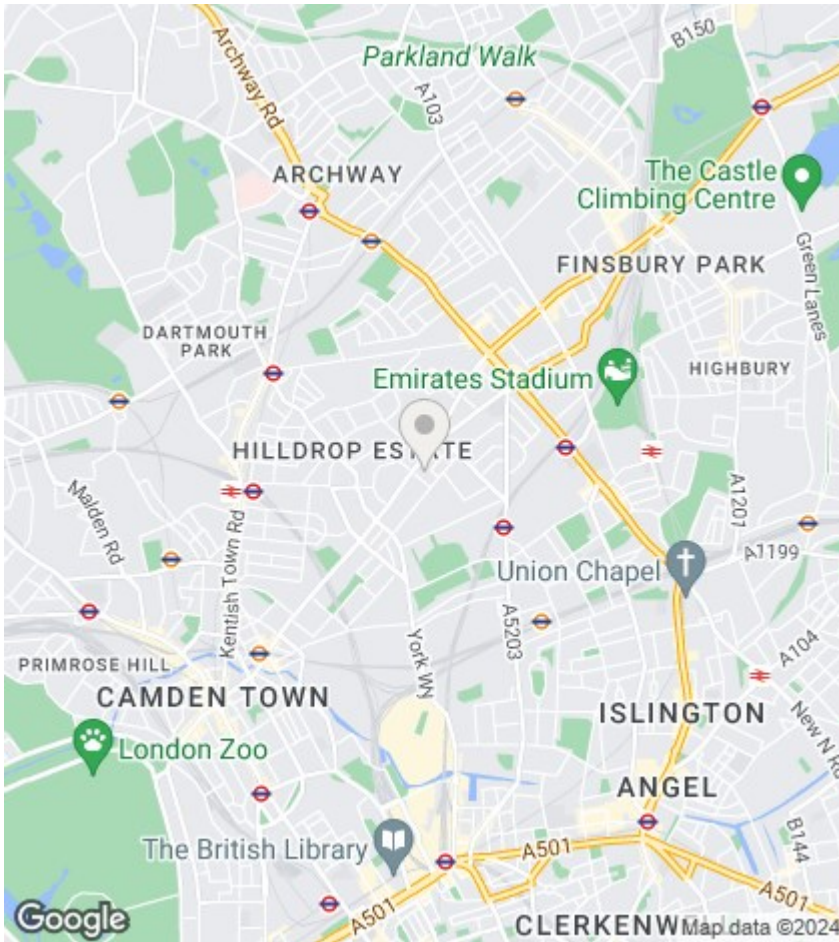 B150
Parkland Walk
Archway Rd
A103
ARCHWAY
The Castle
Climbing Centre
Green Lanes
FINSBURY PARK
DARTMOUTH
PARK
Emirates Stadium
HIGHBURY
HILLDROP ESTATE
Malden Rd
Kentish Town Rd
A1201
A1199
Union Chapel
A5203
York Wy
A104
PRIMROSE HILL
CAMDEN TOWN
ISLINGTON
New N Rd
London Zoo
ANGEL
The British Library
A501
B144
A501
A501
Google
CLERKENW
Map data ©2024